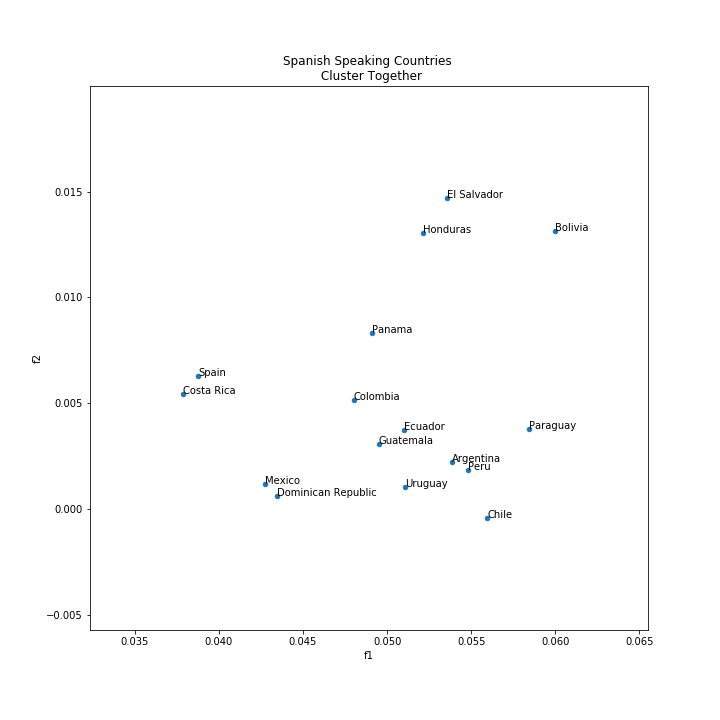 Spanish Speaking Countries
Cluster Together
0.015
0.010
0.005
0.000
−0.005
f2
El Salvador
Honduras
Bolivia
Panama
Spain
Costa Rica
Colombia
Ecuador
Paraguay
Guatemala
Argentina
Peru
Mexico
Dominican Republic
Uruguay
Chile
0.035 0.040 0.045 0.050 0.055 0.060 0.065
f1